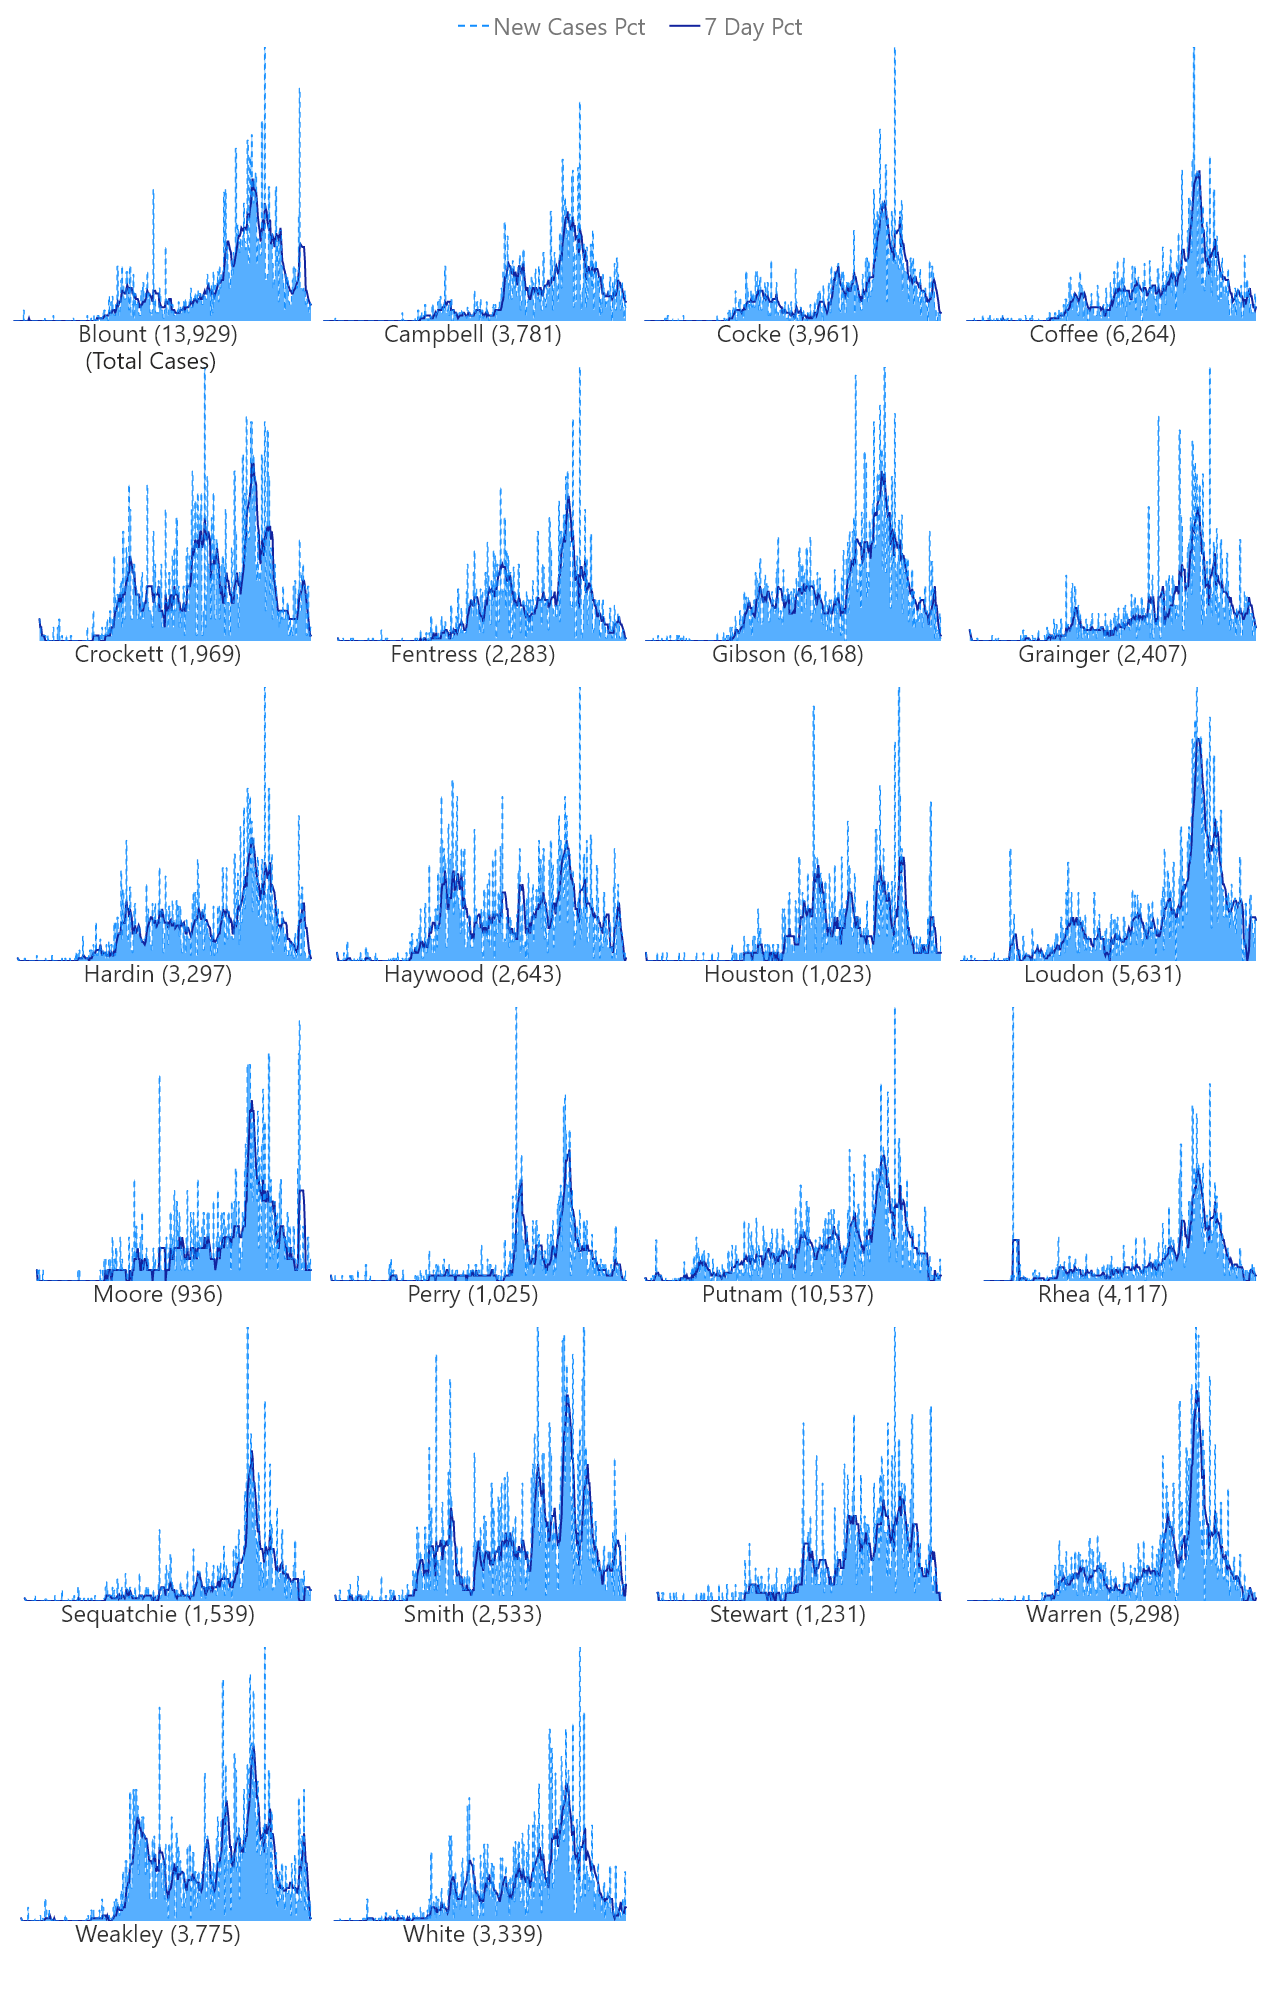 New Cases Pct 7 Day Pct
Blount (13,929) Campbell (3,781) Cocke (3,961) Coffee (6,264)
(Total Cases)
Crockett (1,969) Fentress (2,283) Gibson (6,168) Grainger (2,407)
Hardin (3,297) Haywood (2,643) Houston (1,023) Loudon (5,631)
Moore (936) Perry (1,025) Putnam (10,537) Rhea (4,117)
Sequatchie (1,539) Smith (2,533) Stewart (1,231) Warren (5,298)
Weakley (3,775) White (3,339)